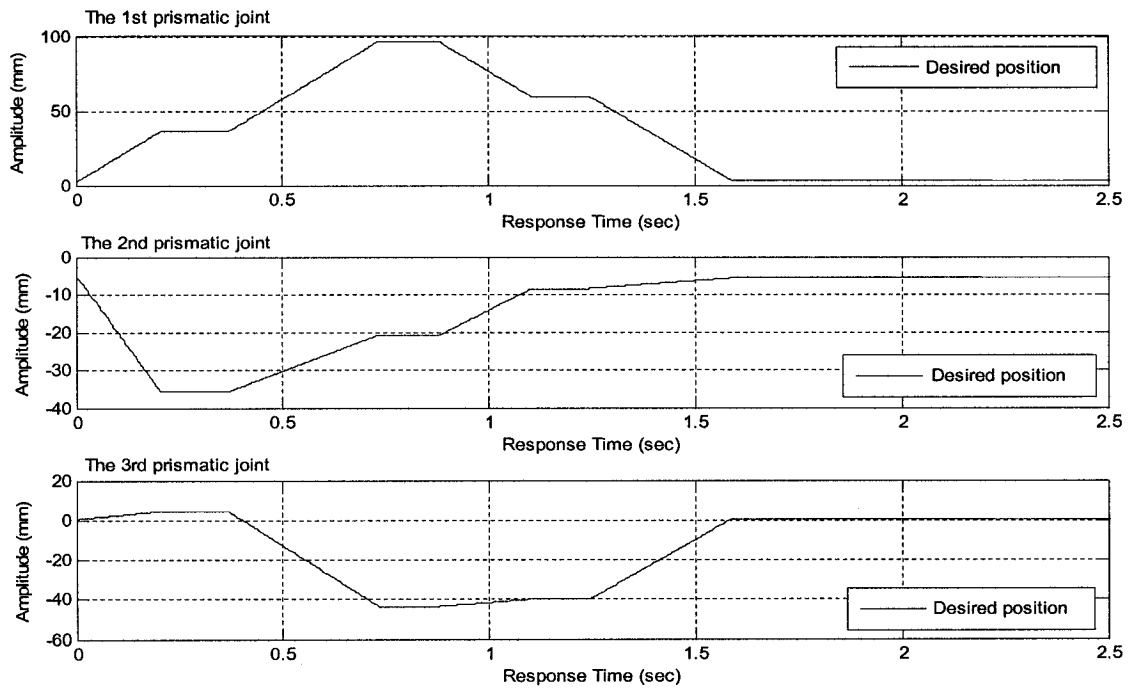 The 1st prismatic joint
100
50
0
Amplitude (mm)
Desired position
0 0.5 1 1.5 2 2.5
Response Time (sec)
The 2nd prismatic joint
0
-10
-20
-30
-40
Amplitude (mm)
Desired position
0 0.5 1 1.5 2 2.5
Response Time (sec)
The 3rd prismatic joint
20
0
-20
-40
-60
Amplitude (mm)
Desired position
0 0.5 1 1.5 2 2.5
Response Time (sec)